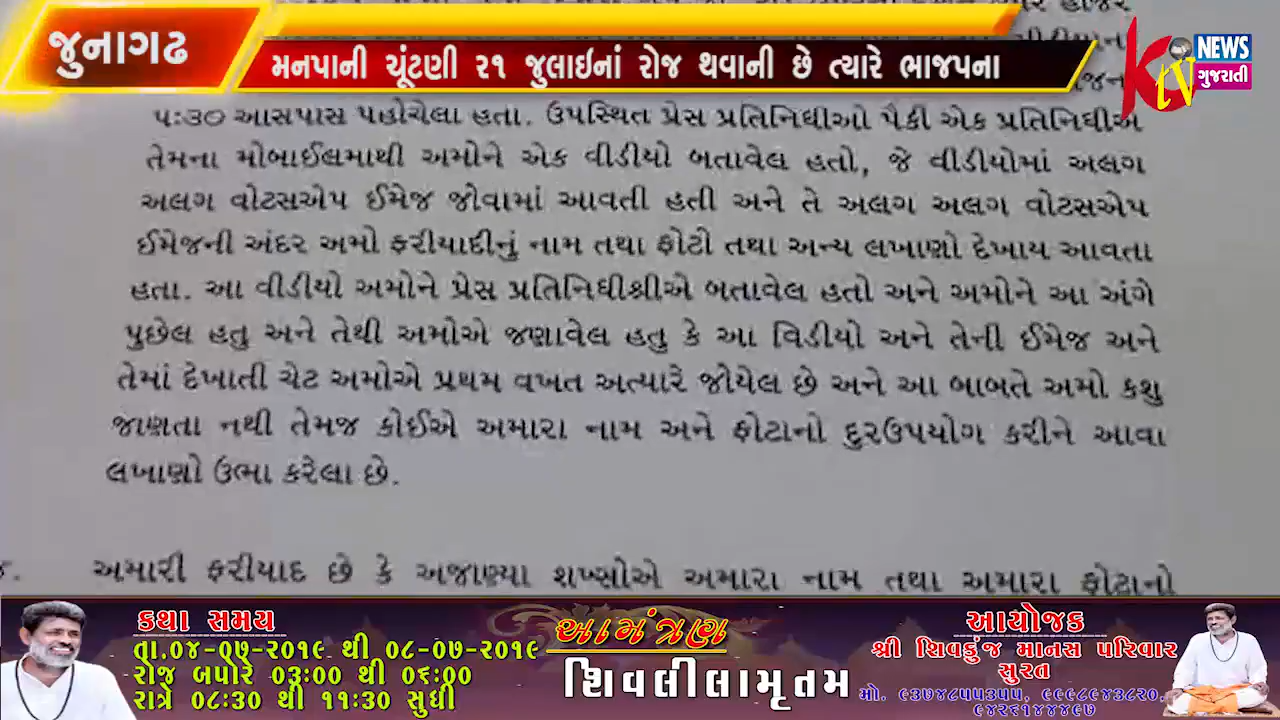 જુનાગઢ
મનપાની ચૂંટણી ૨૧ જુલાઇનાં રોજ થવાની છે ત્યારે ભાજપના
KTV NEWS ગુજરાતી
૫:૩૦ આસપાસ પહોચેલા હતા. ઉપસ્થિત પ્રેસ પ્રતિનિધીઓ પૈકી એક પ્રતિનિધીએ
તેમના મોબાઈલમાથી અમોને એક વીડીયો બતાવેલ હતો, જે વીડીયોમાં અલગ
અલગ વોટસએપ ઈમેજ જોવામાં આવતી હતી અને તે અલગ અલગ વોટસએપ
ઈમેજની અંદર અમો ફરીયાદીનું નામ તથા ફોટો તથા અન્ય લખાણો દેખાય આવતા
હતા. આ વીડીયો અમોને પ્રેસ પ્રતિનિધીશ્રીએ બતાવેલ હતો અને અમોને આ અંગે
પુછેલ હતુ અને તેથી અમોએ જણાવેલ હતુ કે આ વિડીયો અને તેની ઈમેજ અને
તેમાં દેખાતી ચેટ અમોએ પ્રથમ વખત અત્યારે જોયેલ છે અને આ બાબતે અમો કશુ
જાણતા નથી તેમજ કોઈએ અમારા નામ અને ફોટાનો દુરઉપયોગ કરીને આવા
લખાણો ઉભા કરેલા છે.
અમારી ફરીયાદ છે કે અજાણ્યા શખ્સોએ અમારા નામ તથા અમારા ફોટાનો
કથા સમય
તા.૦૪-૦૭-૨૦૧૯ થી ૦૮-૦૭-૨૦૧૯
રોજ બપોરે ૦૩:૦૦ થી ૦૬:૦૦
રાત્રે ૦૮:૩૦ થી ૧૧:૩૦ સુધી
આમંત્રણ
શિવલીલામૃતમ
આયોજક
શ્રી શિવકુંજ માનસ પરિવાર
સુરત
મો. ૯૩૭૪૮૫૫૩૫૫, ૯૯૯૮૯૪૩૮૨૦,
૯૪૨૬૧૪૪૪૯૭